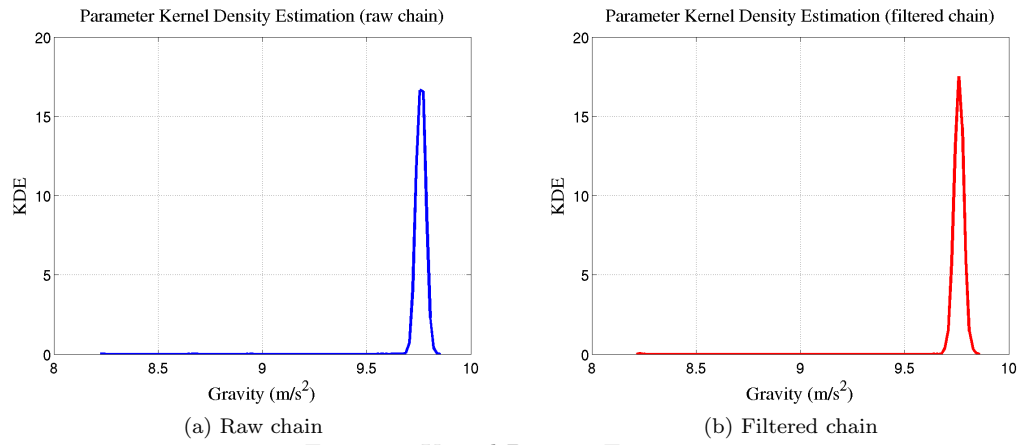 Parameter Kernel Density Estimation (raw chain)
20
15
10
5
0
KDE
8
8.5
9
9.5
10
Gravity (m/s²)
(a) Raw chain
Parameter Kernel Density Estimation (filtered chain)
20
15
10
5
0
KDE
8
8.5
9
9.5
10
Gravity (m/s²)
(b) Filtered chain